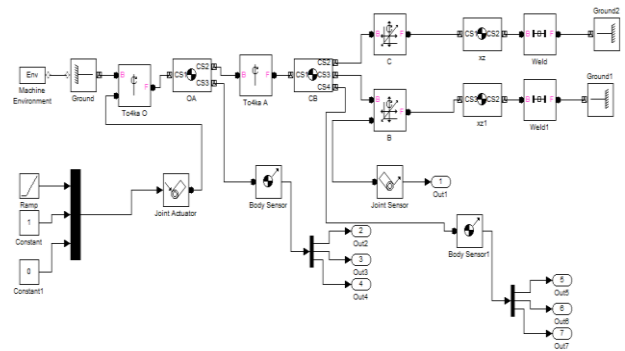 Ground2
CS2
B F
C
CS1 CS2
xz
B F
Weld
Env
Machine
Environment
Ground
B F
To4ka O
CS1 CS2
CS3
OA
B F
To4ka A
CS1 CS2
CS3
CS4
CB
Ground1
B F
B
CS3 CS2
xz1
B F
Weld1
Ramp
1
Constant
0
Constant1
Joint Actuator
Body Sensor
Joint Sensor
1
Out1
2
Out2
3
Out3
4
Out4
Body Sensor1
5
Out5
6
Out6
7
Out7